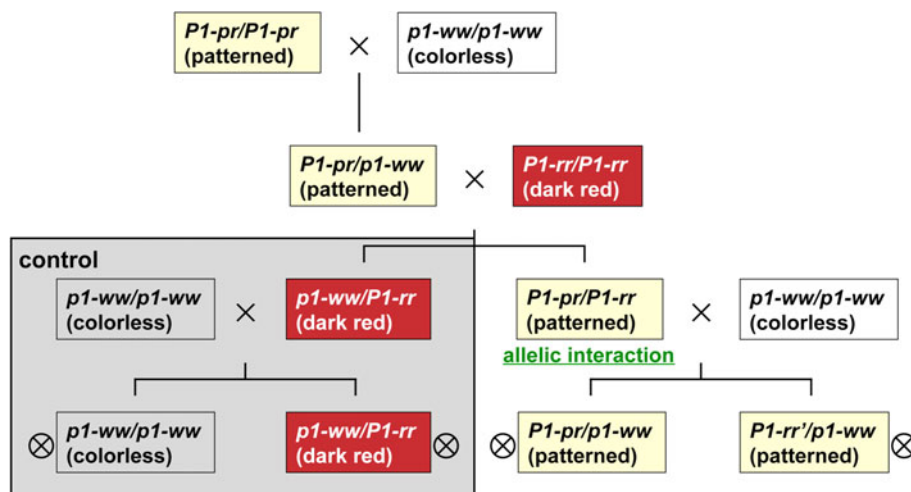 P1-pr/P1-pr
(patterned)
×
p1-ww/p1-ww
(colorless)
P1-pr/p1-ww
(patterned)
×
P1-rr/P1-rr
(dark red)
control
p1-ww/p1-ww
(colorless)
×
p1-ww/P1-rr
(dark red)
P1-pr/P1-rr
(patterned)
×
p1-ww/p1-ww
(colorless)
allelic interaction
p1-ww/p1-ww
(colorless)
p1-ww/P1-rr
(dark red)
P1-pr/p1-ww
(patterned)
P1-rr’/p1-ww
(patterned)